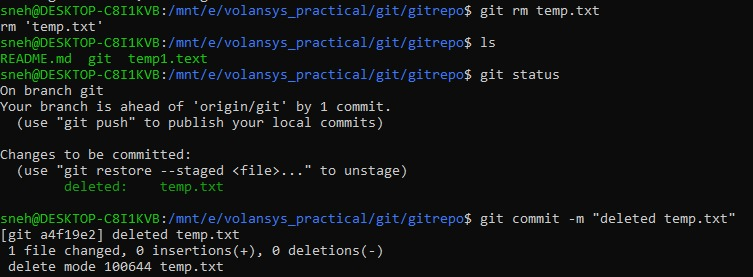 sneh@DESKTOP-C8I1KVB:/mnt/e/volansys_practical/git/gitrepo$ git rm temp.txt
rm 'temp.txt'
sneh@DESKTOP-C8I1KVB:/mnt/e/volansys_practical/git/gitrepo$ ls
README.md  git  temp1.text
sneh@DESKTOP-C8I1KVB:/mnt/e/volansys_practical/git/gitrepo$ git status
On branch git
Your branch is ahead of 'origin/git' by 1 commit.
  (use "git push" to publish your local commits)

Changes to be committed:
  (use "git restore --staged <file>..." to unstage)
        deleted:    temp.txt

sneh@DESKTOP-C8I1KVB:/mnt/e/volansys_practical/git/gitrepo$ git commit -m "deleted temp.txt"
[git a4f19e2] deleted temp.txt
 1 file changed, 0 insertions(+), 0 deletions(-)
 delete mode 100644 temp.txt